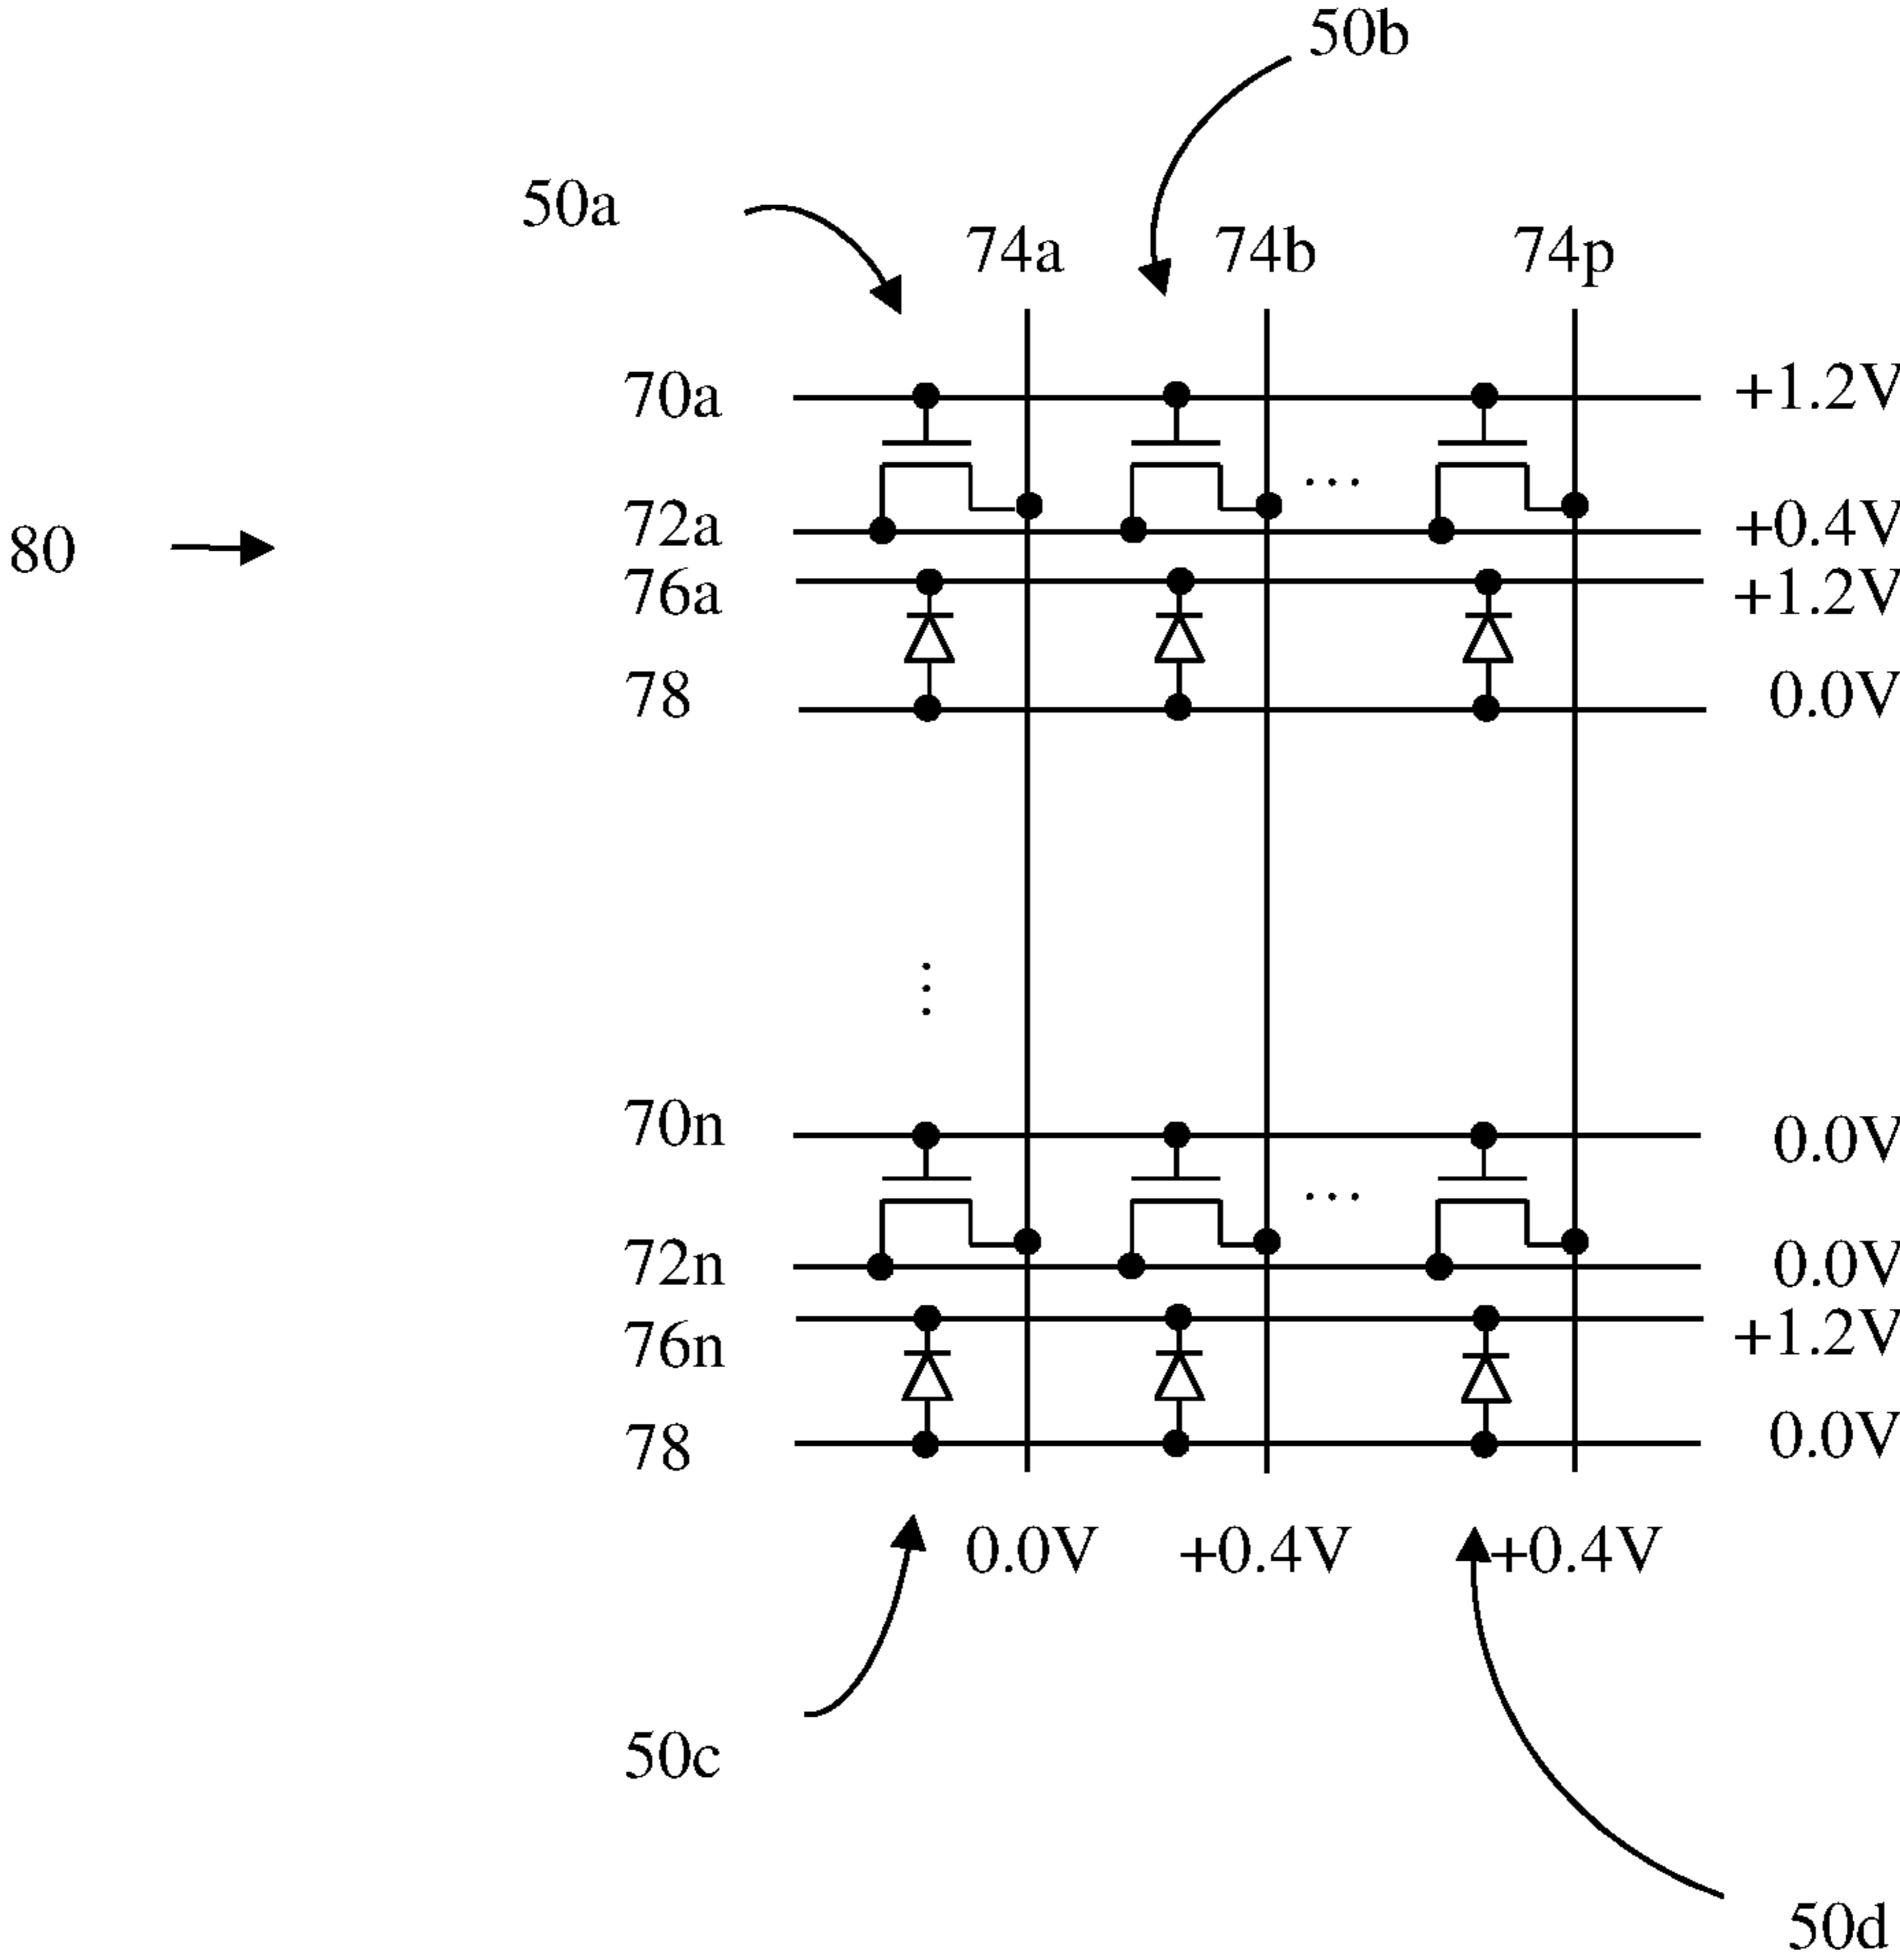 50b
50a
74a 74b 74p
70a +1.2V
72a +0.4V
80
76a +1.2V
78 0.0V
70n 0.0V
72n 0.0V
76n +1.2V
78 0.0V
0.0V +0.4V +0.4V
50c
50d